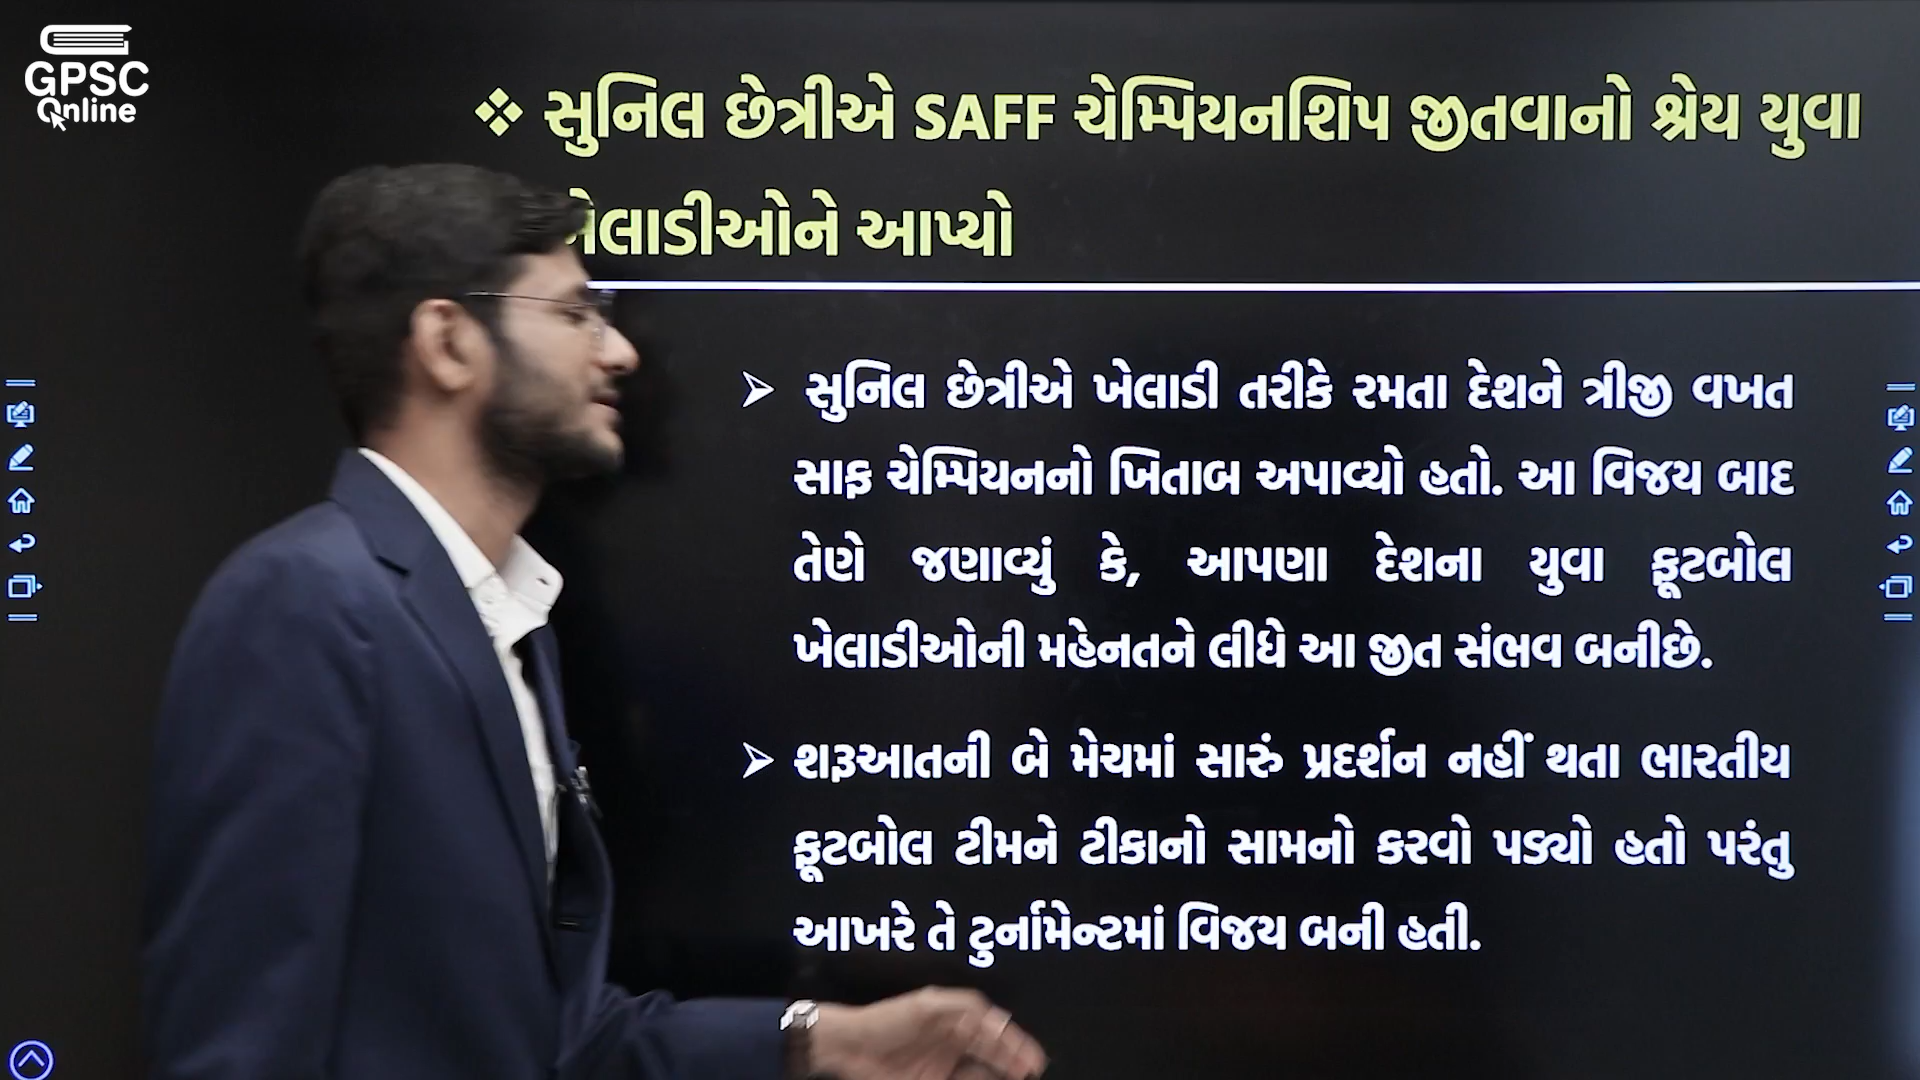 GPSC
Online
❖ સુનિલ છેત્રીએ SAFF ચેમ્પિયનશિપ જીતવાનો શ્રેય યુવા
ખેલાડીઓને આપ્યો
➢ સુનિલ છેત્રીએ ખેલાડી તરીકે રમતા દેશને ત્રીજી વખત
સાફ ચેમ્પિયનનો ખિતાબ અપાવ્યો હતો. આ વિજય બાદ
તેણે જણાવ્યું કે, આપણા દેશના યુવા ફૂટબોલ
ખેલાડીઓની મહેનતને લીધે આ જીત સંભવ બનીછે.
➢ શરૂઆતની બે મેચમાં સારું પ્રદર્શન નહીં થતા ભારતીય
ફૂટબોલ ટીમને ટીકાનો સામનો કરવો પડ્યો હતો પરંતુ
આખરે તે ટુર્નામેન્ટમાં વિજય બની હતી.